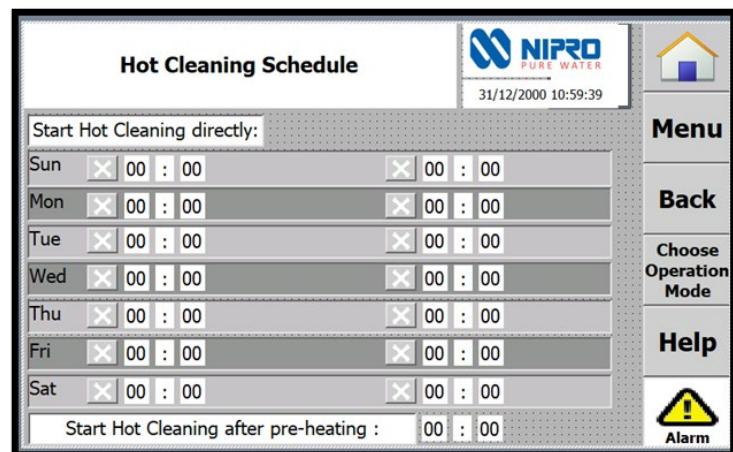 Hot Cleaning Schedule
NIPRO
PURE WATER
31/12/2000 10:59:39
Start Hot Cleaning directly:
Sun 00 : 00 00 : 00
Mon 00 : 00 00 : 00
Tue 00 : 00 00 : 00
Wed 00 : 00 00 : 00
Thu 00 : 00 00 : 00
Fri 00 : 00 00 : 00
Sat 00 : 00 00 : 00
Start Hot Cleaning after pre-heating : 00 : 00
Menu
Back
Choose
Operation
Mode
Help
Alarm